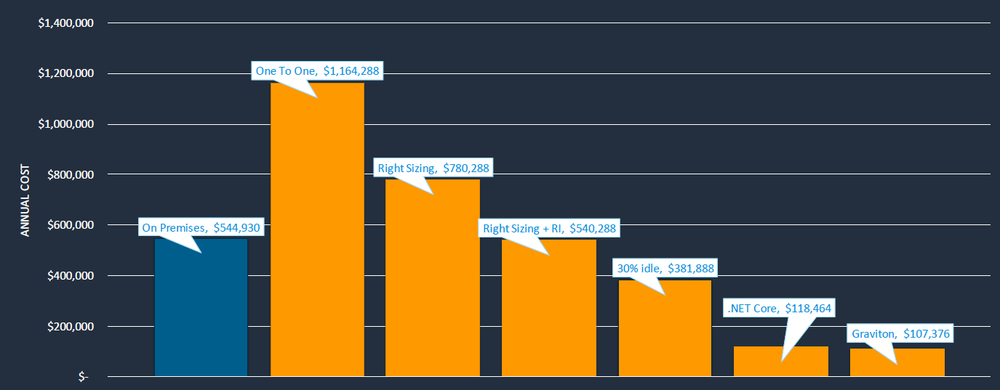 $1,400,000
$1,200,000
$1,000,000
$800,000
$600,000
$400,000
$200,000
$-
ANNUAL COST
On Premises, $544,930
One To One, $1,164,288
Right Sizing, $780,288
Right Sizing + RI, $540,288
30% idle, $381,888
.NET Core, $118,464
Graviton, $107,376